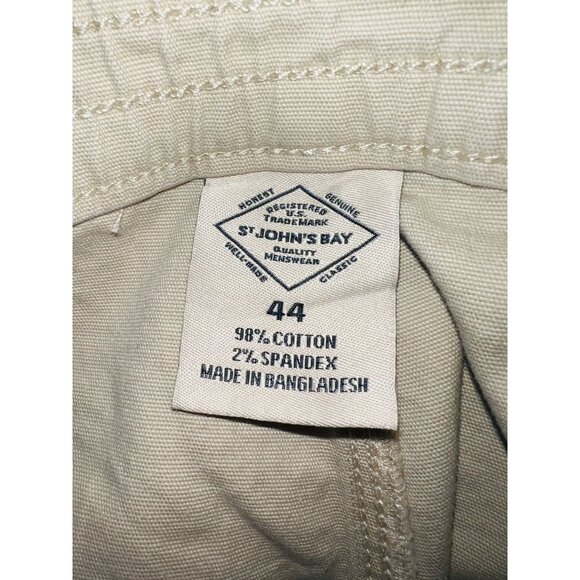 HONEST GENUINE
REGISTERED
U.S.
TRADEMARK
ST JOHN'S BAY
QUALITY
MENSWEAR
WELL-MADE CLASSIC
44
98% COTTON
2% SPANDEX
MADE IN BANGLADESH